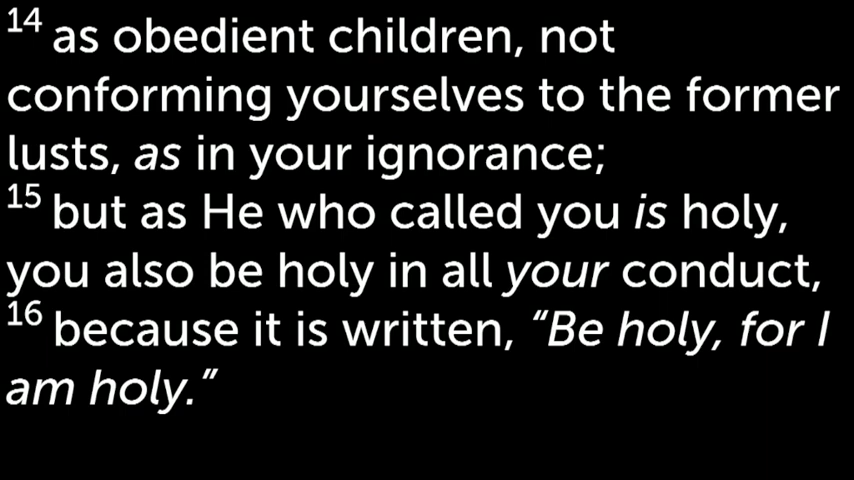 14 as obedient children, not
conforming yourselves to the former
lusts, as in your ignorance;
15 but as He who called you is holy,
you also be holy in all your conduct,
16 because it is written, “Be holy, for I
am holy.”